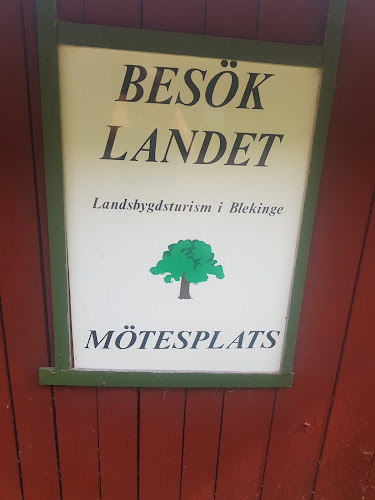 BESÖK
LANDET
Landsbygdsturism i Blekinge
MÖTESPLATS